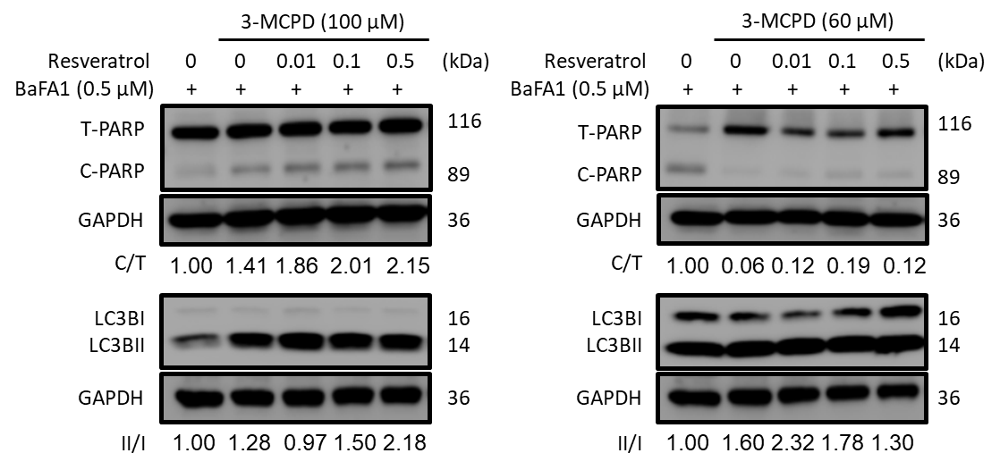 3-MCPD (100 µM)
Resveratrol 0 0 0.01 0.1 0.5 (kDa)
BaFA1 (0.5 µM) + + + + +
T-PARP 116
C-PARP 89
GAPDH 36
C/T 1.00 1.41 1.86 2.01 2.15
LC3BI 16
LC3BII 14
GAPDH 36
II/I 1.00 1.28 0.97 1.50 2.18
3-MCPD (60 µM)
Resveratrol 0 0 0.01 0.1 0.5 (kDa)
BaFA1 (0.5 µM) + + + + +
T-PARP 116
C-PARP 89
GAPDH 36
C/T 1.00 0.06 0.12 0.19 0.12
LC3BI 16
LC3BII 14
GAPDH 36
II/I 1.00 1.60 2.32 1.78 1.30